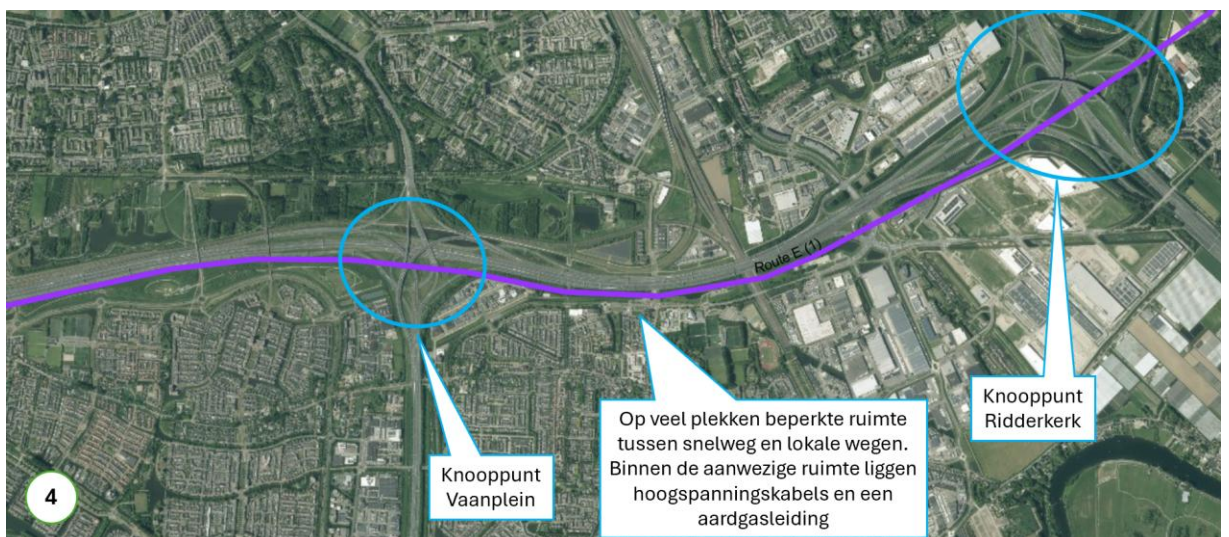 Route E (1)
Knooppunt
Vaanplein
Op veel plekken beperkte ruimte
tussen snelweg en lokale wegen.
Binnen de aanwezige ruimte liggen
hoogspanningskabels en een
aardgasleiding
Knooppunt
Ridderkerk
4